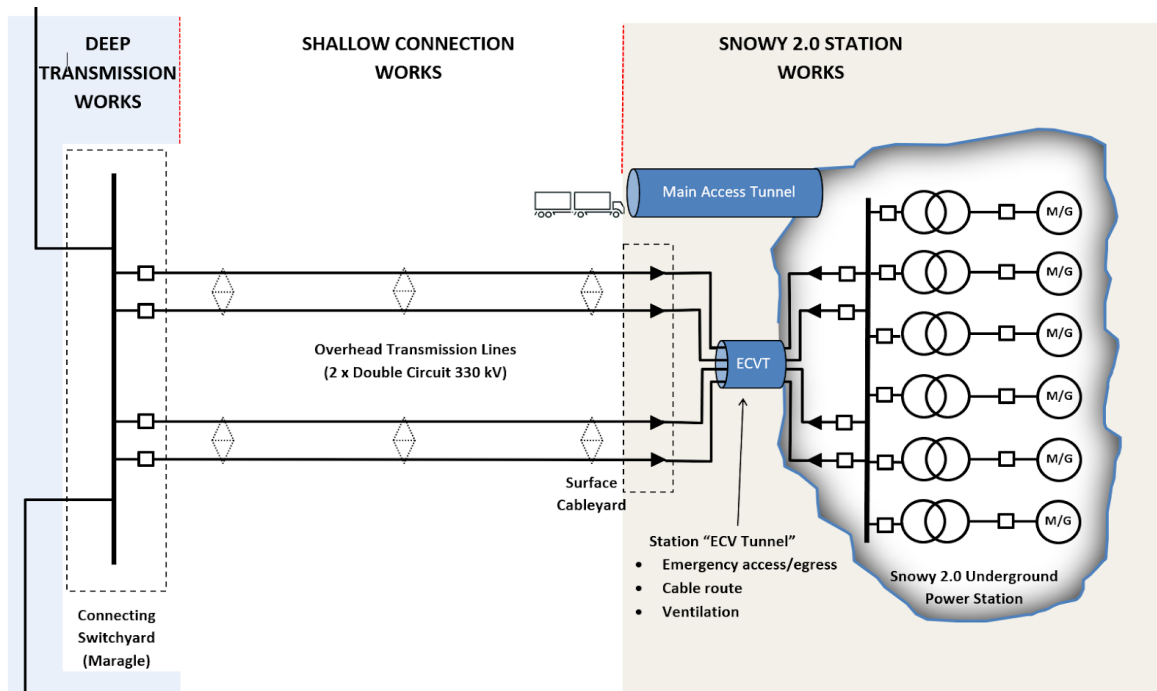 DEEP
TRANSMISSION
WORKS
SHALLOW CONNECTION
WORKS
SNOWY 2.0 STATION
WORKS
Main Access Tunnel
M/G
M/G
M/G
M/G
M/G
M/G
Overhead Transmission Lines
(2 x Double Circuit 330 kV)
ECVT
Surface
Cableyard
Station “ECV Tunnel”
• Emergency access/egress
• Cable route
• Ventilation
Snowy 2.0 Underground
Power Station
Connecting
Switchyard
(Maragle)